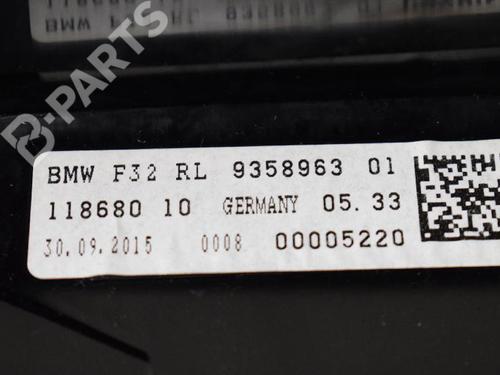 B-PARTS
BMW F32 RL 9358963 01
118680 10 GERMANY 05.33
30.09.2015 0008 00005220